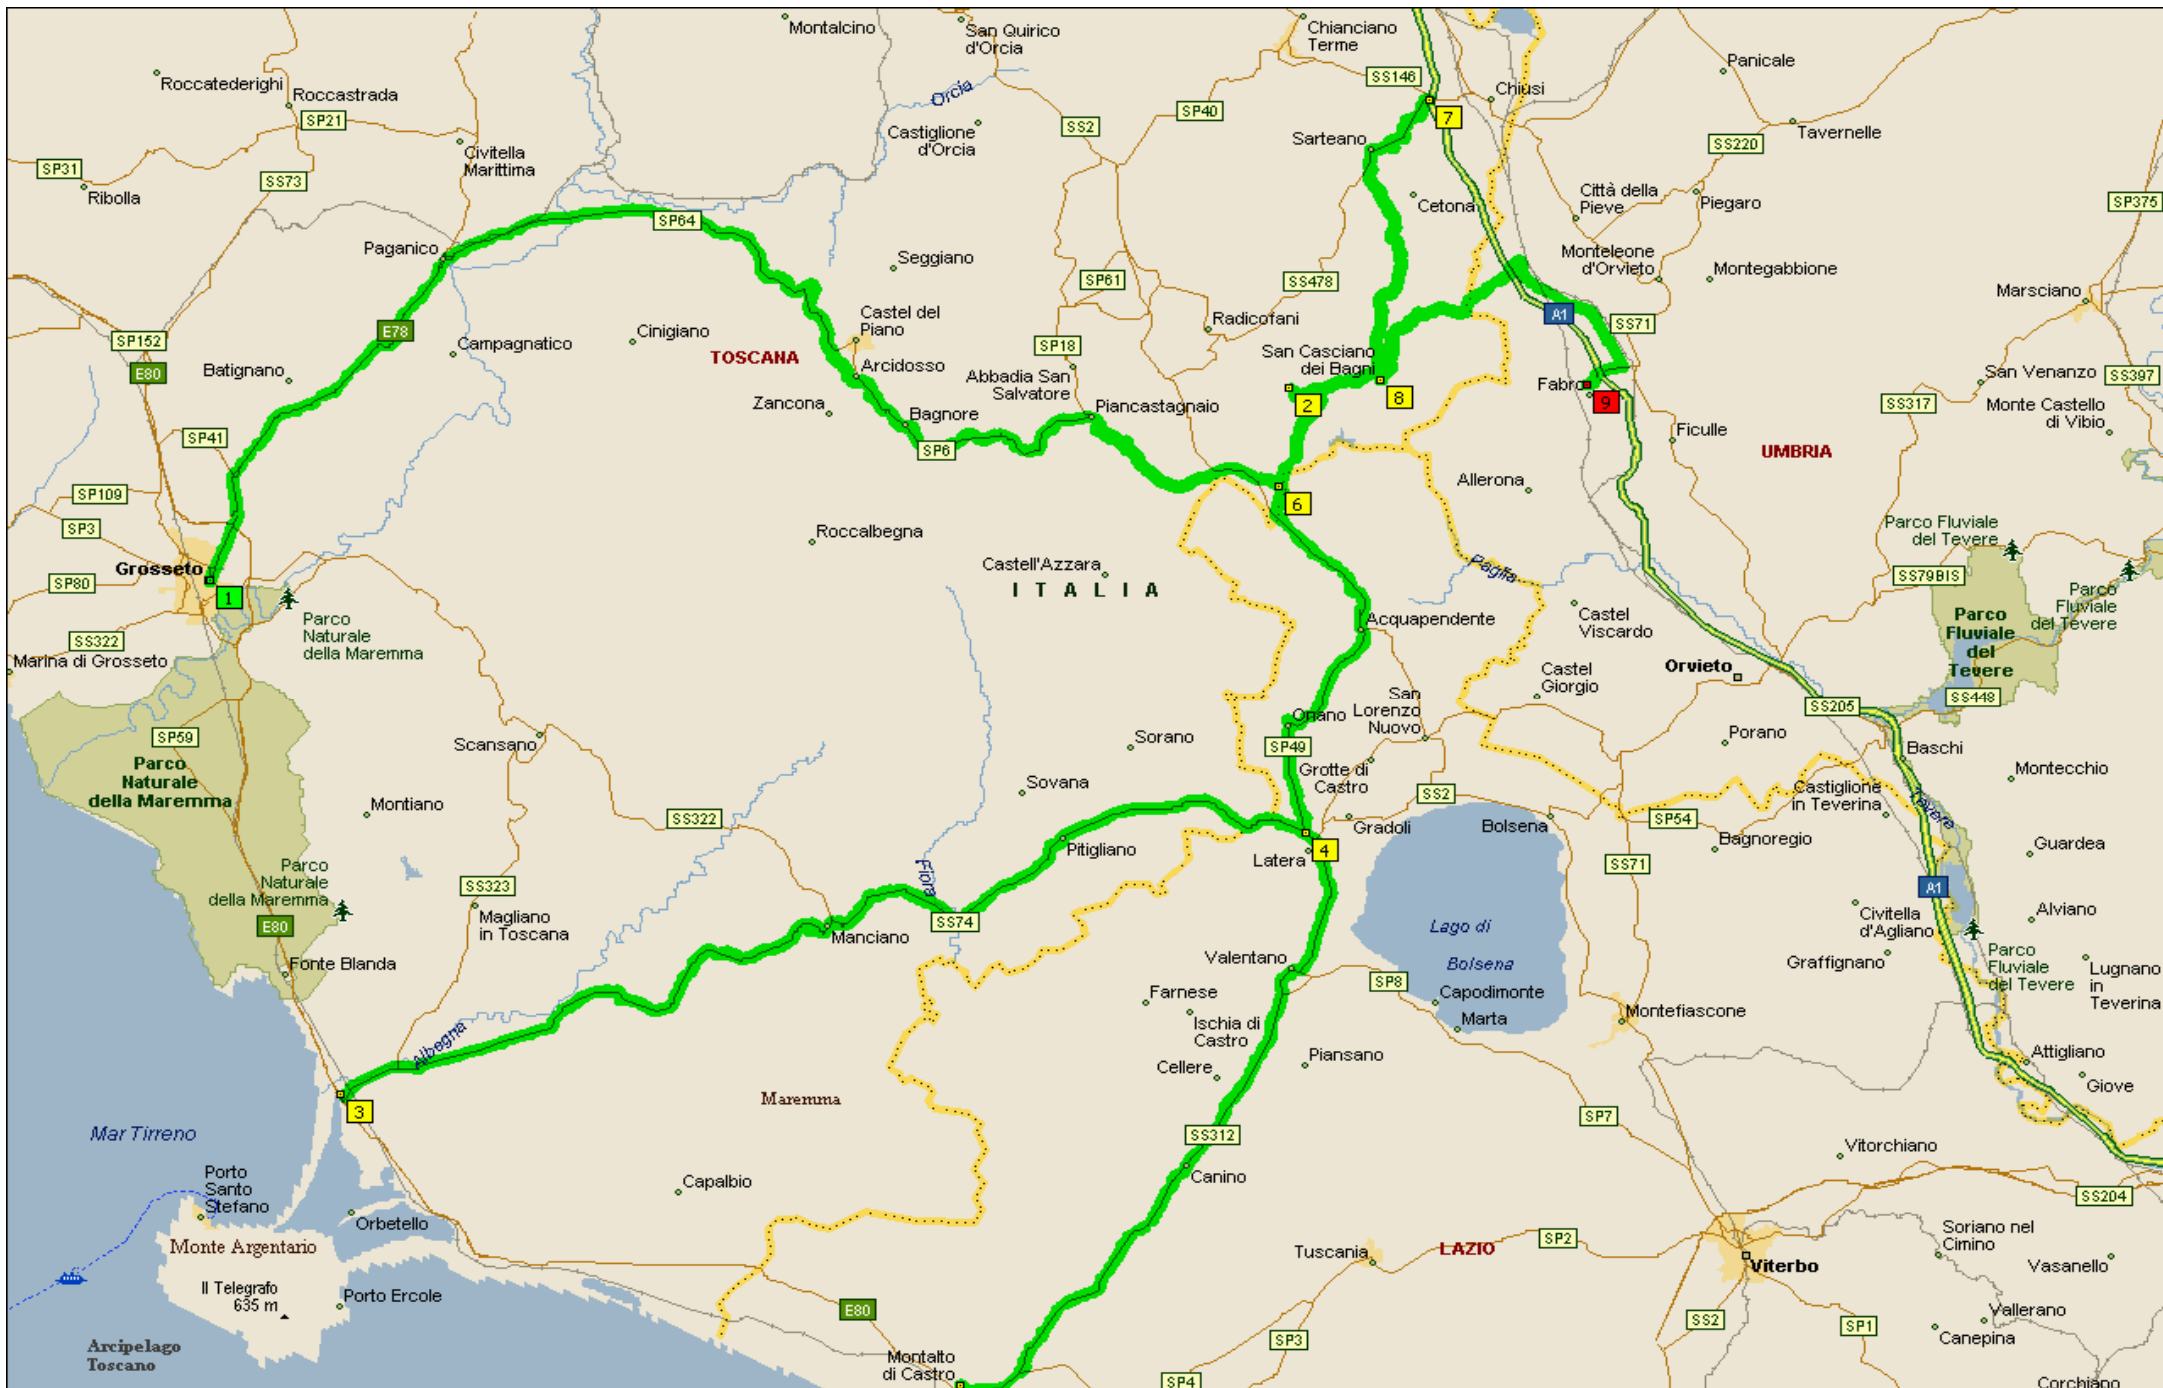 Montalcino
San Quirico
d'Orcia
Chianciano
Terme
Panicale
Roccatederighi
Roccastrada
SS146
Chiusi
Orcia
SP21
SP40
SS2
7
Castiglione
d'Orcia
Tavernelle
Sarteano
SS220
Civitella
Marittima
SP31
SS73
Ribolla
Cetona
Città della
Pieve
Piegaro
SP375
SP64
Paganico
Seggiano
Monteleone
d'Orvieto
Montegabbione
SP61
SS478
Marsciano
E78
Castel del
Piano
Cinigiano
Radicofani
A1
SS71
SP152
Campagnatico
TOSCANA
SP18
San Casciano
dei Bagni
E80
Batignano
Arcidosso
Abbadia San
Salvatore
Fabro
San Venanzo
SS397
Zancona
Bagnore
Piancastagnaio
2
8
9
SS317
Monte Castello
di Vibio
SP41
SP6
Ficulle
UMBRIA
SP109
Allerona
6
SP3
Roccalbegna
Parco Fluviale
del Tevere
Grosseto
Castell'Azzara
Paglia
SS79BIS
SP80
1
ITALIA
Parco
Fluviale
del Tevere
Parco
Naturale
della Maremma
Acquapendente
Castel
Viscardo
Parco
Fluviale
del
Tevere
SS322
Marina di Grosseto
Orvieto
Castel
Giorgio
San
Lorenzo
Nuovo
SS448
SS205
Onano
SP59
Scansano
Sorano
SP49
Porano
Baschi
Parco
Naturale
della Maremma
Grotte di
Castro
Montecchio
Sovana
Castiglione
in Teverina
Montiano
SS2
Tevere
SS322
Gradoli
Bolsena
SP54
Bagnoregio
Pitigliano
4
Latera
Guardea
SS71
Parco
Naturale
della Maremma
Fiora
SS323
A1
Magliano
in Toscana
SS74
Civitella
d'Agliano
Alviano
E80
Manciano
Lago di
Bolsena
Valentano
Graffignano
Parco
Fluviale
del Tevere
Lugnano
in
Teverina
Fonte Blanda
SP8
Farnese
Capodimonte
Ischia di
Castro
Marta
Montefiascone
Albegna
Piansano
Attigliano
Cellere
Giove
3
Maremma
SP7
Mar Tirreno
SS312
Vitorchiano
Porto
Santo
Stefano
Capalbio
Canino
SS204
Orbetello
Monte Argentario
Tuscania
LAZIO
SP2
Soriano nel
Cimino
Viterbo
Vasanello
Il Telegrafo
635 m
Porto Ercole
E80
Vallerano
SS2
SP1
Canepina
Arcipelago
Toscano
SP3
Montalto
di Castro
SP4
Corchiano